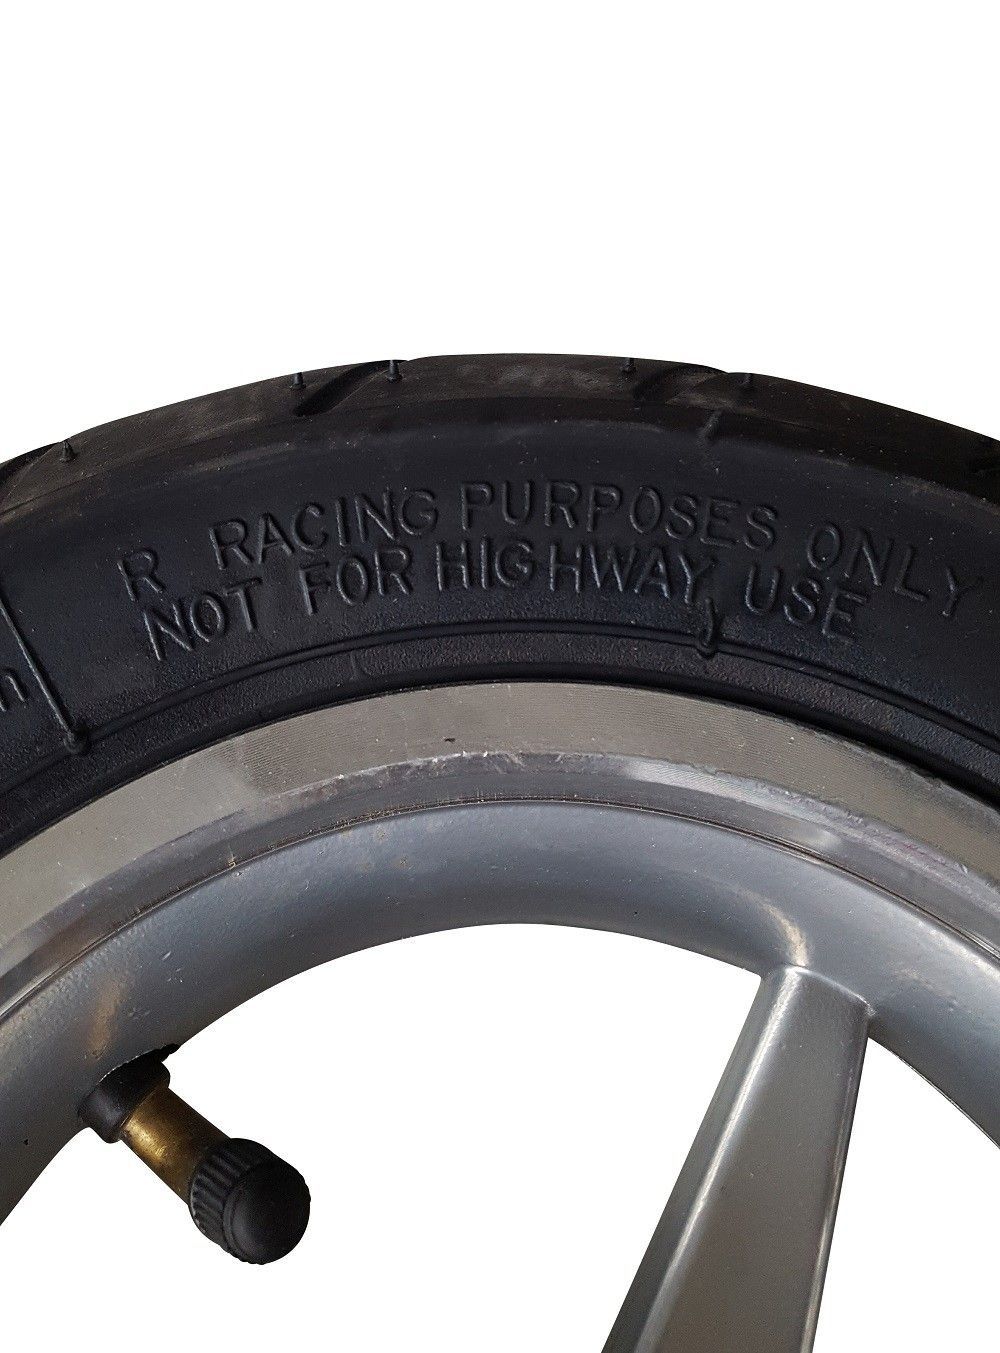 R RACING PURPOSES ONLY
NOT FOR HIGHWAY USE